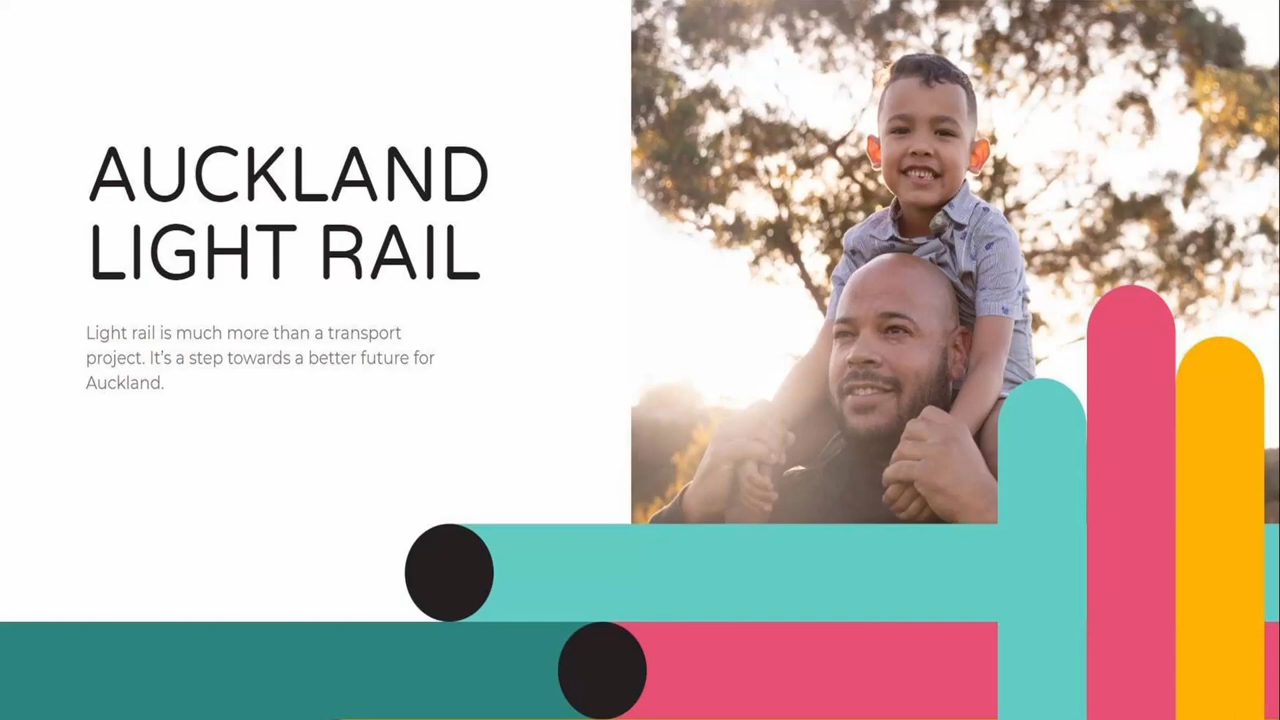 AUCKLAND
LIGHT RAIL
Light rail is much more than a transport
project. It's a step towards a better future for
Auckland.